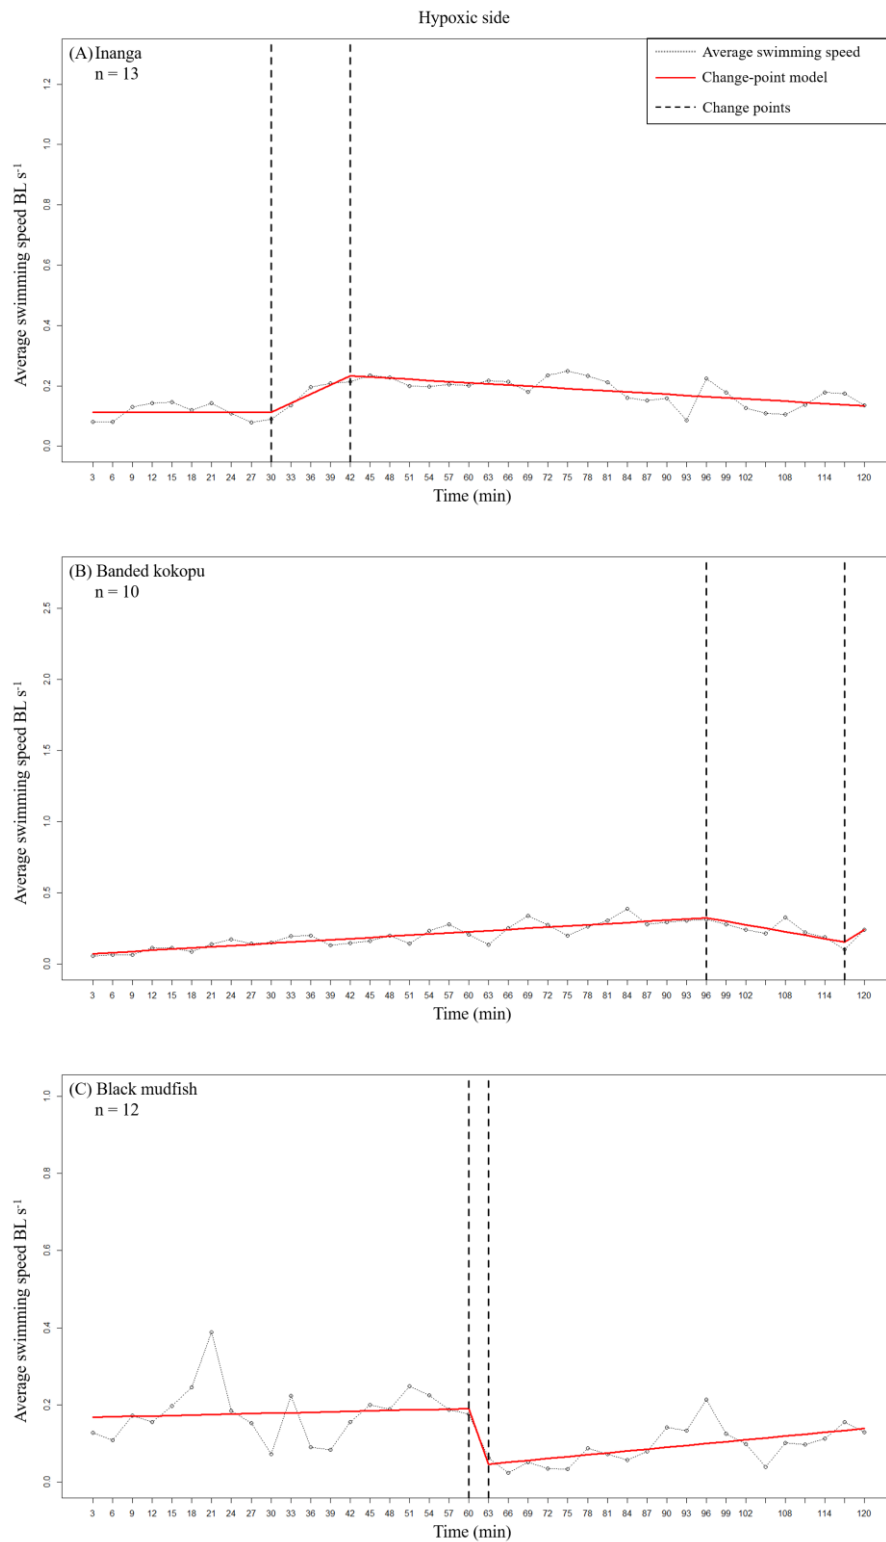 Hypoxic side
(A) Inanga
n = 13
Average swimming speed
Change-point model
Change points
Average swimming speed BL s⁻¹
1.2
1.0
0.8
0.6
0.4
0.2
0.0
3 6 9 12 15 18 21 24 27 30 33 36 39 42 45 48 51 54 57 60 63 66 69 72 75 78 81 84 87 90 93 96 99 102 108 114 120
Time (min)
(B) Banded kokopu
n = 10
Average swimming speed BL s⁻¹
2.5
2.0
1.5
1.0
0.5
0.0
3 6 9 12 15 18 21 24 27 30 33 36 39 42 45 48 51 54 57 60 63 66 69 72 75 78 81 84 87 90 93 96 99 102 108 114 120
Time (min)
(C) Black mudfish
n = 12
Average swimming speed BL s⁻¹
1.0
0.8
0.6
0.4
0.2
0.0
3 6 9 12 15 18 21 24 27 30 33 36 39 42 45 48 51 54 57 60 63 66 69 72 75 78 81 84 87 90 93 96 99 102 108 114 120
Time (min)